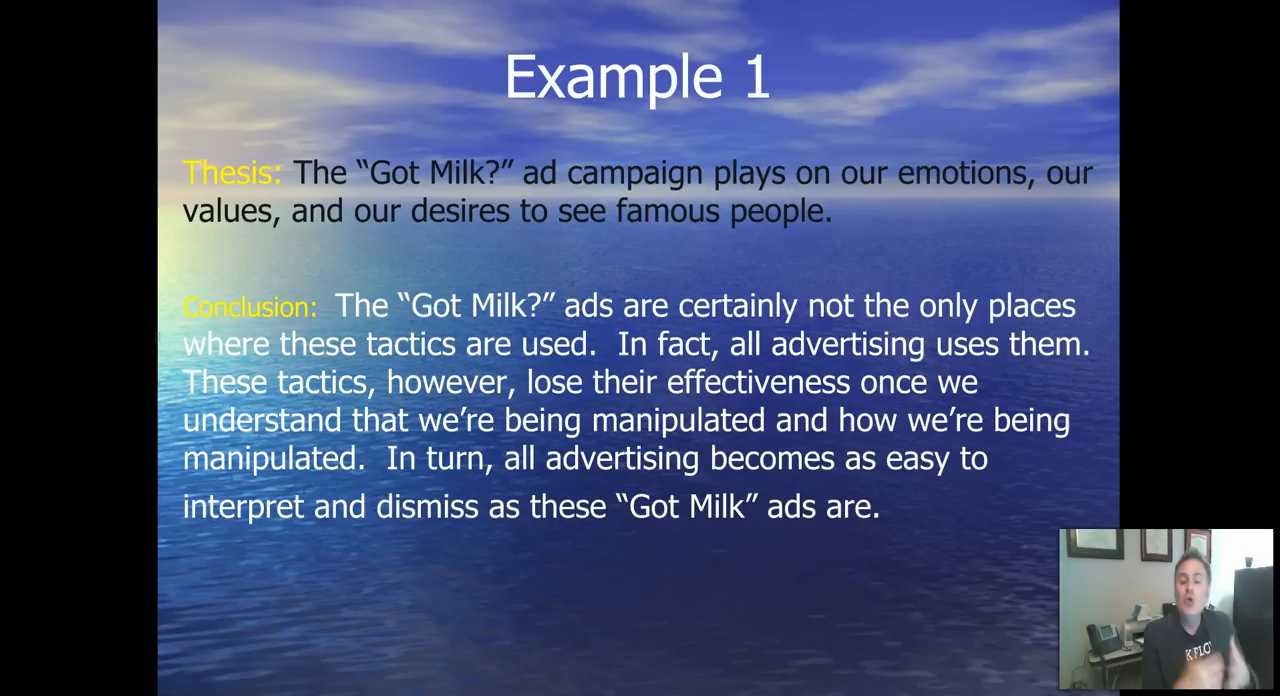 Example 1
Thesis: The “Got Milk?” ad campaign plays on our emotions, our
values, and our desires to see famous people.
Conclusion: The “Got Milk?” ads are certainly not the only places
where these tactics are used. In fact, all advertising uses them.
These tactics, however, lose their effectiveness once we
understand that we’re being manipulated and how we’re being
manipulated. In turn, all advertising becomes as easy to
interpret and dismiss as these “Got Milk” ads are.